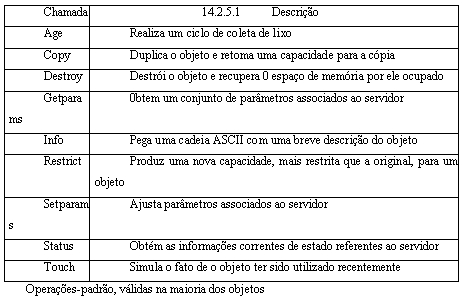 Chamada 14.2.5.1 Descrição
Age Realiza um ciclo de coleta de lixo
Copy Duplica o objeto e retoma uma capacidade para a cópia
Destroy Destrói o objeto e recupera 0 espaço de memória por ele ocupado
Getpara 0btem um conjunto de parâmetros associados ao servidor
ms
Info Pega uma cadeia ASCII com uma breve descrição do objeto
Restrict Produz uma nova capacidade, mais restrita que a original, para um
objeto
Setparam Ajusta parâmetros associados ao servidor
s
Status Obtém as informações correntes de estado referentes ao servidor
Touch Simula o fato de o objeto ter sido utilizado recentemente
Operações-padrão, válidas na maioria dos objetos